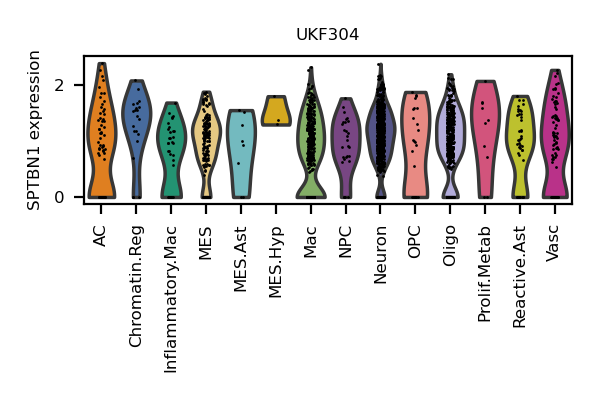 UKF304
SPTBN1 expression
2
0
AC
Chromatin.Reg
Inflammatory.Mac
MES
MES.Ast
MES.Hyp
Mac
NPC
Neuron
OPC
Oligo
Prolif.Metab
Reactive.Ast
Vasc